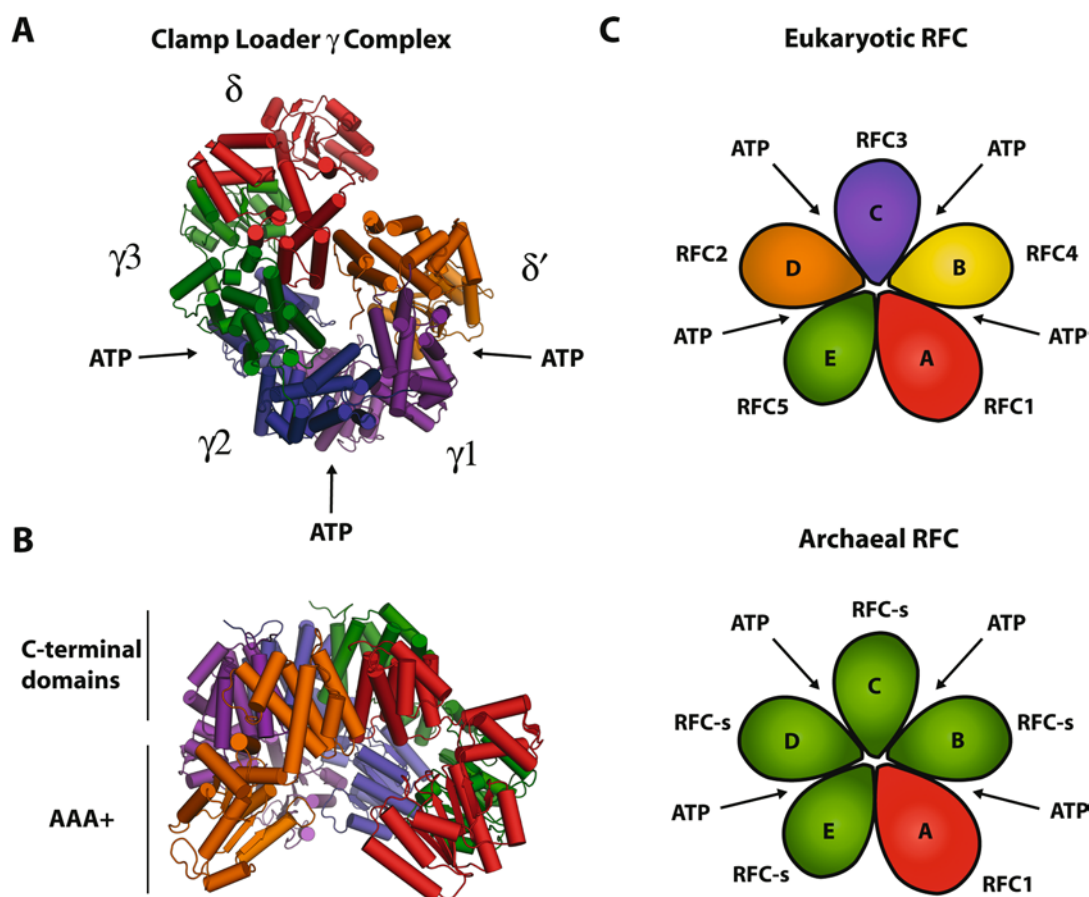 A
Clamp Loader γ Complex
δ
γ3
δ′
ATP
ATP
γ2
γ1
ATP
B
C-terminal
domains
AAA+
C
Eukaryotic RFC
RFC3
ATP
ATP
C
RFC2
D
B
RFC4
ATP
ATP
E
A
RFC5
RFC1
Archaeal RFC
RFC-s
ATP
ATP
C
RFC-s
D
B
RFC-s
ATP
ATP
E
A
RFC-s
RFC1